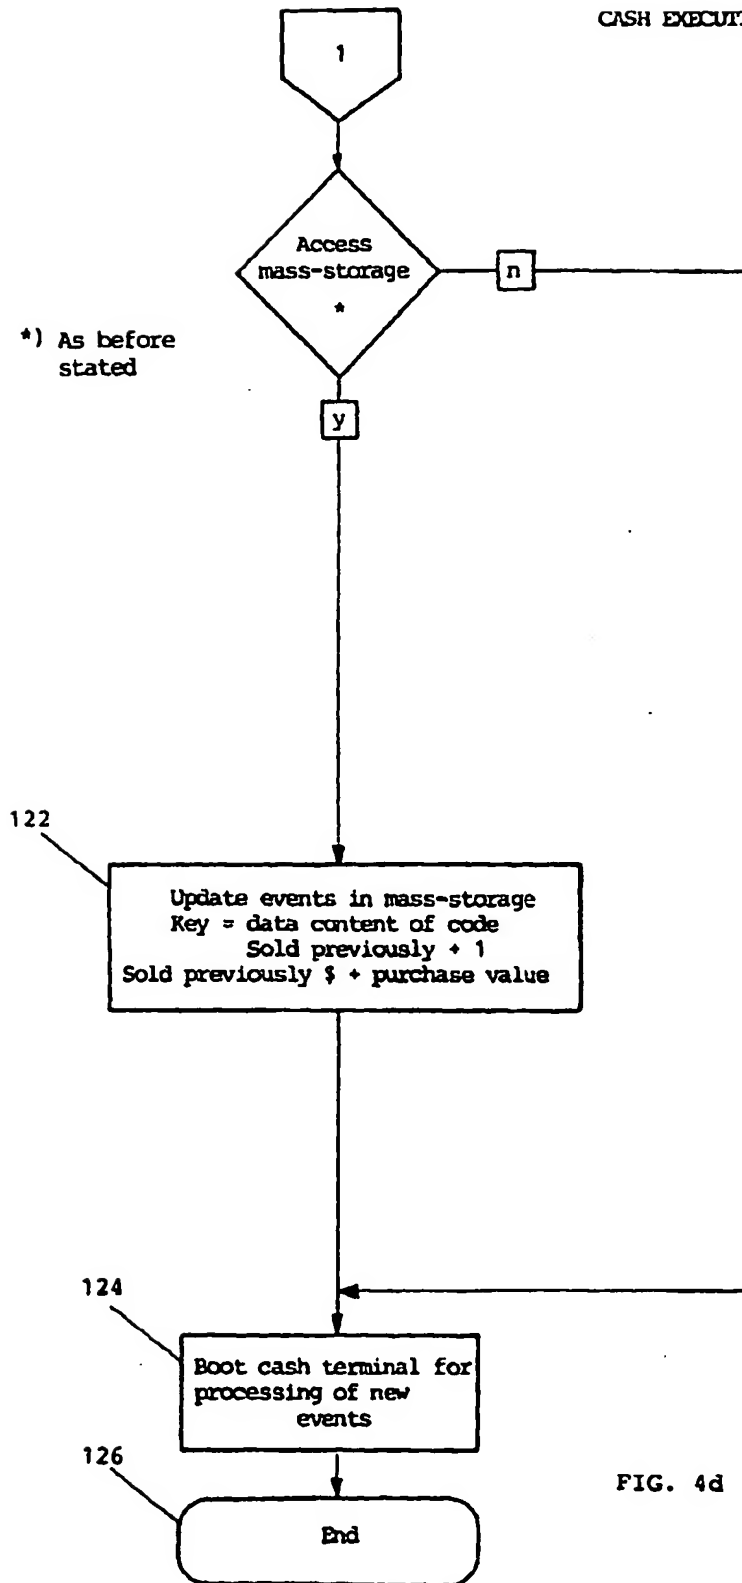 CASH EXECUTI
1
Access
mass-storage
*
n
*) As before
stated
y
122
Update events in mass-storage
Key = data content of code
Sold previously + 1
Sold previously $ + purchase value
124
Boot cash terminal for
processing of new
events
126
End
FIG. 4d